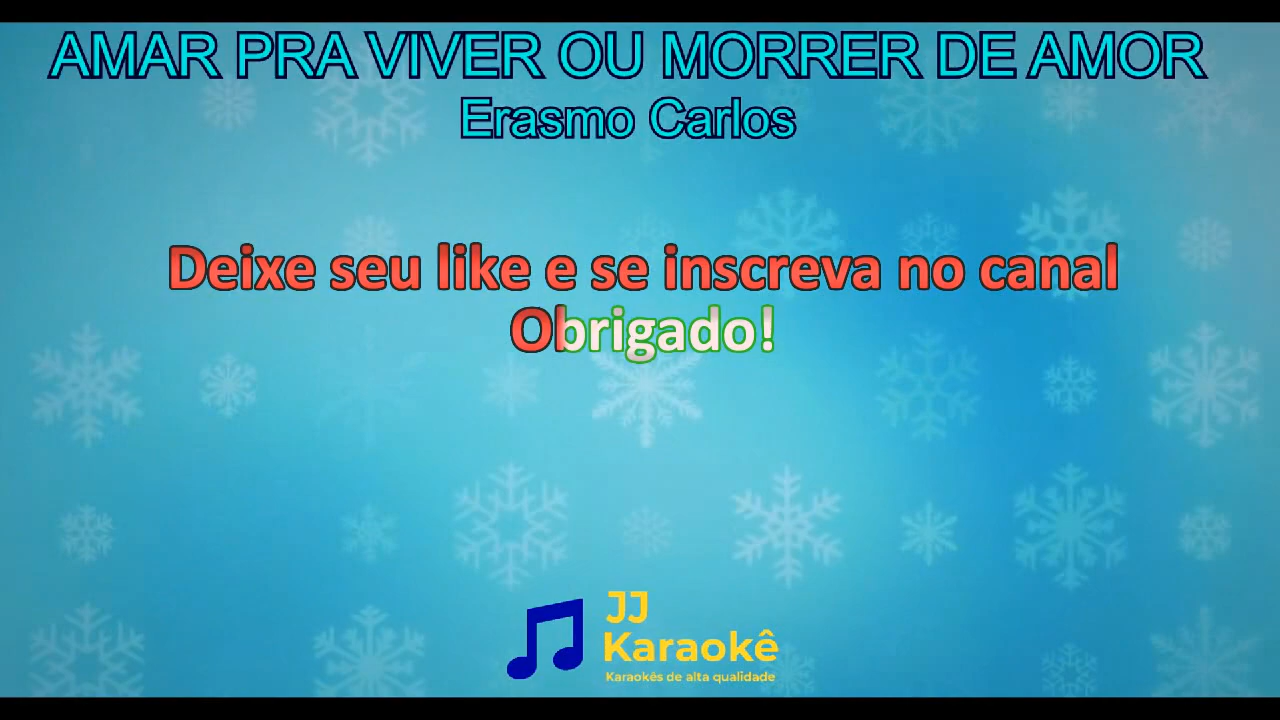 AMAR PRA VIVER OU MORRER DE AMOR
Erasmo Carlos
Deixe seu like e se inscreva no canal
Obrigado!
JJ
Karaokê
Karaokês de alta qualidade